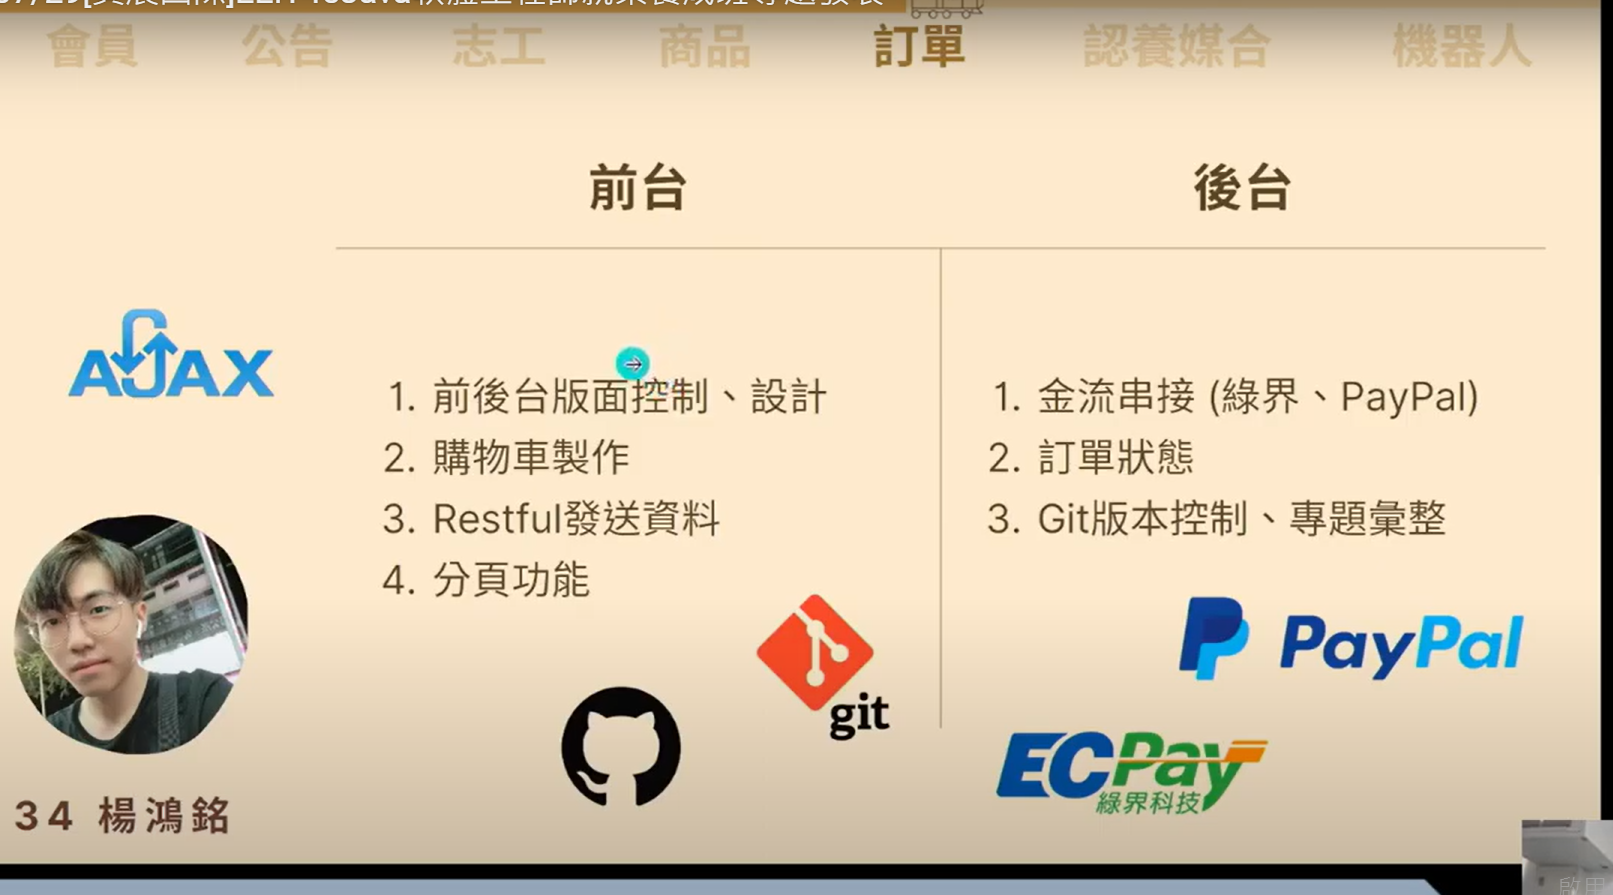 會員 公告 志工 商品 訂單 認養媒合 機器人
前台 後台
AJAX
1. 前後台版面控制、設計
2. 購物車製作
3. Restful發送資料
4. 分頁功能
1. 金流串接 (綠界、PayPal)
2. 訂單狀態
3. Git版本控制、專題彙整
git
PayPal
ECPay
綠界科技
34 楊鴻銘
啟用